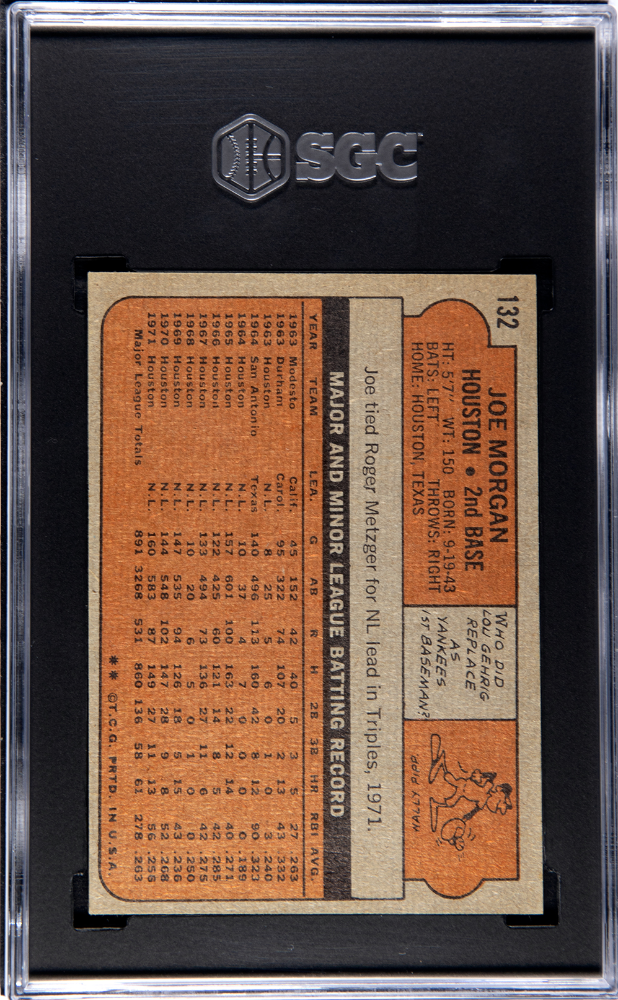 SGC
132
JOE MORGAN
HOUSTON • 2nd BASE
HT: 5'7" WT: 150 BORN: 9-19-43
BATS: LEFT THROWS: RIGHT
HOME: HOUSTON, TEXAS
WHO DID
LOU GEHRIG
REPLACE
AS
YANKEES
1ST BASEMAN?
WALLY PIPP
Joe tied Roger Metzger for NL lead in Triples, 1971.
MAJOR AND MINOR LEAGUE BATTING RECORD
YEAR TEAM LEA. G AB R H 2B 3B HR RBI AVG.
1963 Modesto Calif. 45 152 42 40 5 3 5 27 .263
1963 Durham Carol. 95 322 74 107 20 2 13 43 .332
1963 Houston N.L. 8 25 5 6 0 1 0 3 .240
1964 San Antonio Texas 140 496 113 160 42 8 12 90 .323
1964 Houston N.L. 10 37 4 7 0 0 0 0 .189
1965 Houston N.L. 157 601 100 163 22 12 14 40 .271
1966 Houston N.L. 122 425 60 121 14 8 5 42 .285
1967 Houston N.L. 133 494 73 136 27 11 6 42 .275
1968 Houston N.L. 10 20 6 5 0 1 0 0 .250
1969 Houston N.L. 147 535 94 126 18 5 15 43 .236
1970 Houston N.L. 144 548 102 147 28 9 8 52 .268
1971 Houston N.L. 160 583 87 149 27 11 13 56 .255
Major League Totals 891 3268 531 860 136 58 61 278 .263
** ©T.C.G. PRTD. IN U.S.A.